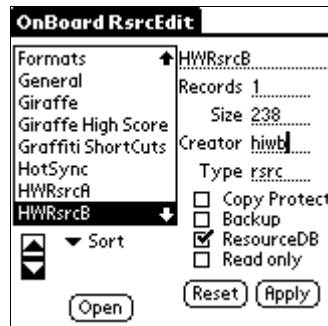 OnBoard RsrcEdit
Formats
General
Giraffe
Giraffe High Score
Graffiti ShortCuts
HotSync
HWRsrcA
HWRsrcB
Sort
Open
HWRsrcB
Records 1
Size 238
Creator hiwb
Type rsrc
Copy Protect
Backup
ResourceDB
Read only
Reset Apply